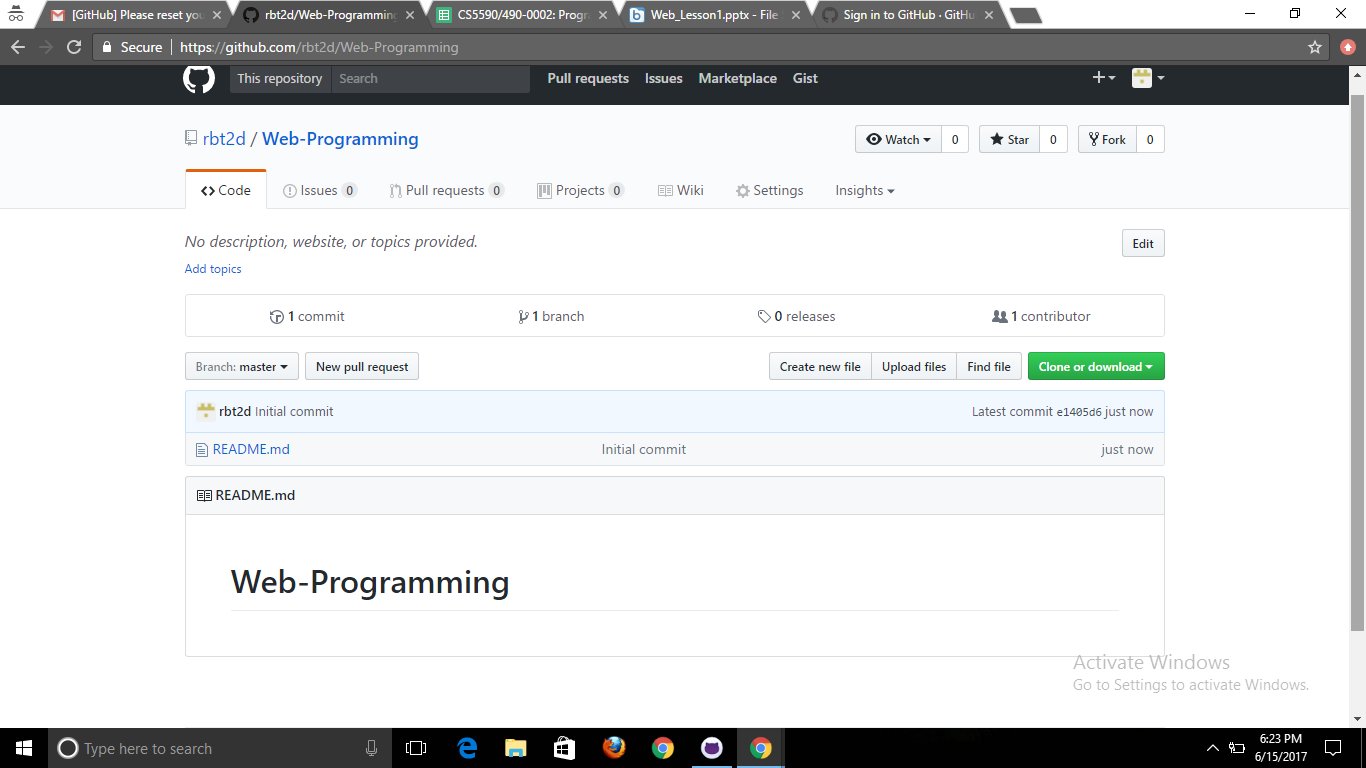 [GitHub] Please reset you
rbt2d/Web-Programming
CS5590/490-0002: Progra
Web_Lesson1.pptx - File
Sign in to GitHub · GitHu
Secure https://github.com/rbt2d/Web-Programming
This repository Search Pull requests Issues Marketplace Gist
rbt2d / Web-Programming Watch 0 Star 0 Fork 0
Code Issues 0 Pull requests 0 Projects 0 Wiki Settings Insights
No description, website, or topics provided. Edit
Add topics
1 commit 1 branch 0 releases 1 contributor
Branch: master New pull request Create new file Upload files Find file Clone or download
rbt2d Initial commit Latest commit e1405d6 just now
README.md Initial commit just now
README.md
Web-Programming
Activate Windows
Go to Settings to activate Windows.
Type here to search
6:23 PM
6/15/2017